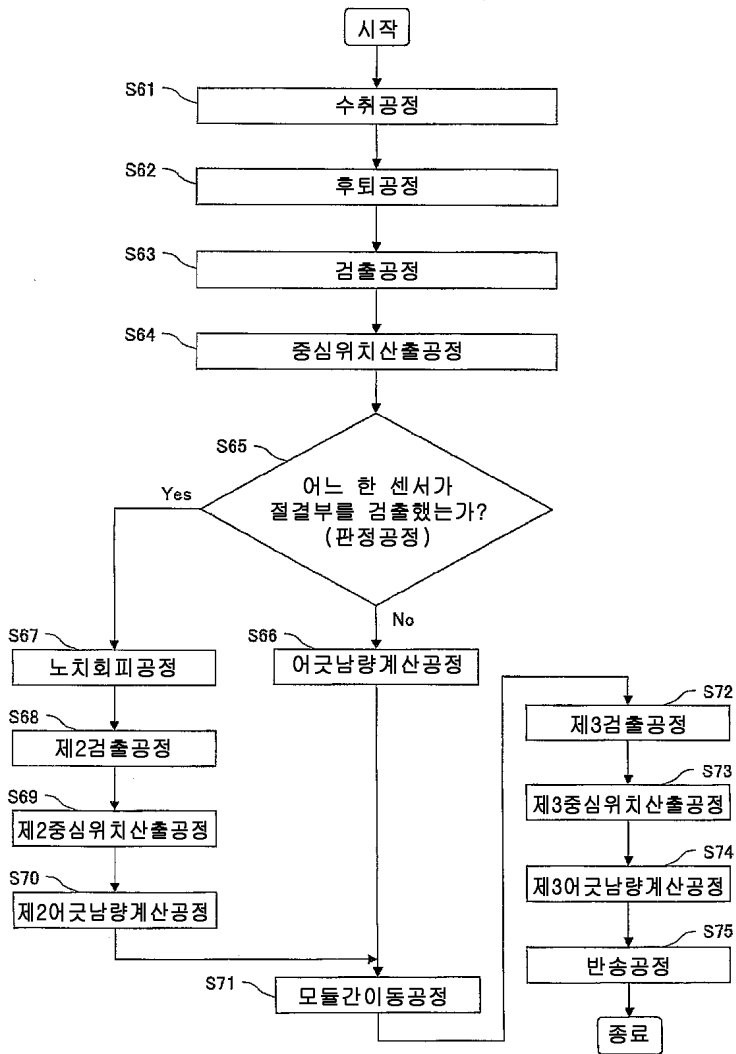 시작
S61
수취공정
S62
후퇴공정
S63
검출공정
S64
중심위치산출공정
S65
어느 한 센서가
절결부를 검출했는가?
(판정공정)
Yes
No
S67
노치회피공정
S66
어긋남량계산공정
S68
제2검출공정
S69
제2중심위치산출공정
S70
제2어긋남량계산공정
S71
모듈간이동공정
S72
제3검출공정
S73
제3중심위치산출공정
S74
제3어긋남량계산공정
S75
반송공정
종료